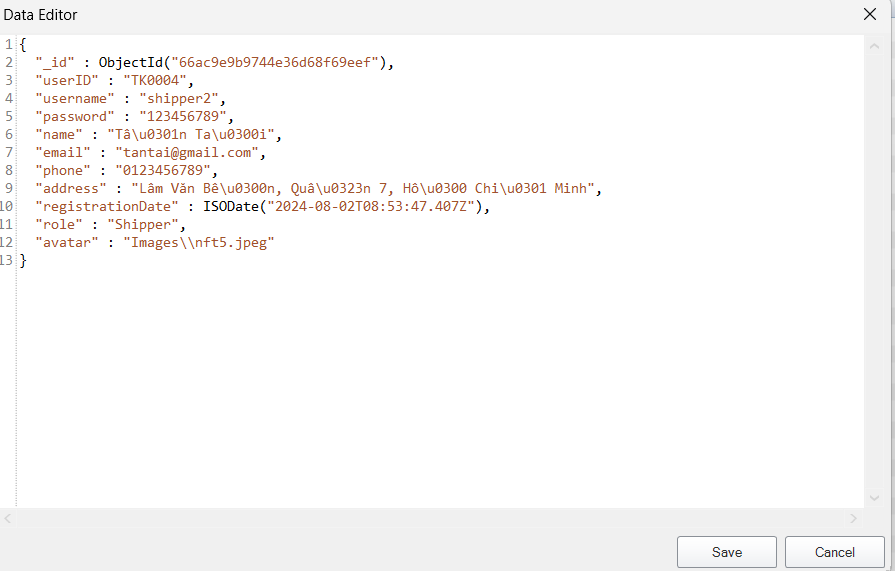 Data Editor
1 {
2 "_id" : ObjectId("66ac9e9b9744e36d68f69eef"),
3 "userID" : "TK0004",
4 "username" : "shipper2",
5 "password" : "123456789",
6 "name" : "Tâ\u0301n Ta\u0300i",
7 "email" : "tantai@gmail.com",
8 "phone" : "0123456789",
9 "address" : "Lâm Văn Bê\u0300n, Quâ\u0323n 7, Hô\u0300 Chi\u0301 Minh",
10 "registrationDate" : ISODate("2024-08-02T08:53:47.407Z"),
11 "role" : "Shipper",
12 "avatar" : "Images\\nft5.jpeg"
13 }
Save Cancel